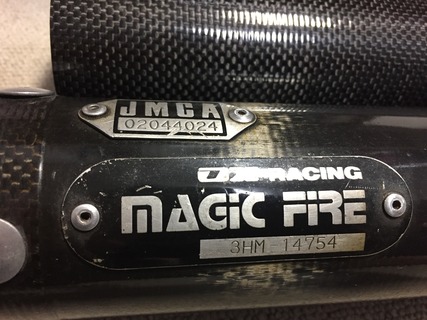 JMCA
02044024
RACING
MAGIC FIRE
3HM-14754